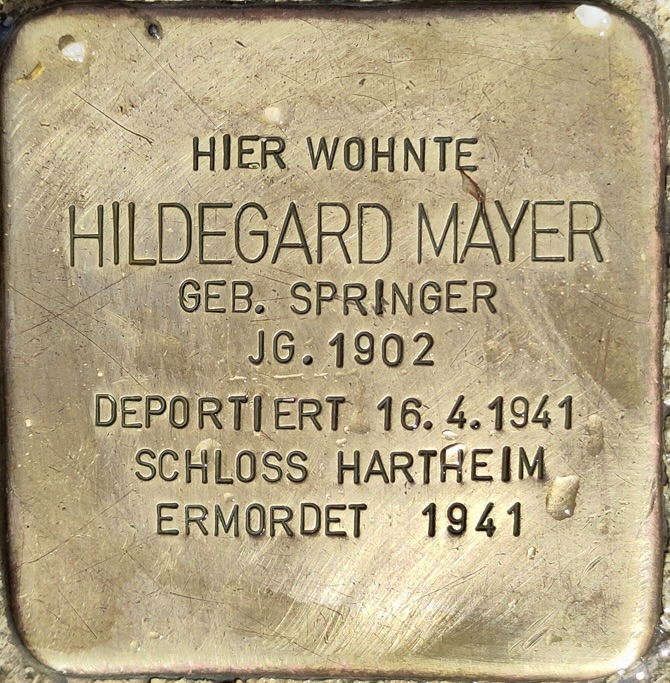 HIER WOHNTE
HILDEGARD MAYER
GEB. SPRINGER
JG. 1902
DEPORTIERT 16.4.1941
SCHLOSS HARTHEIM
ERMORDET 1941